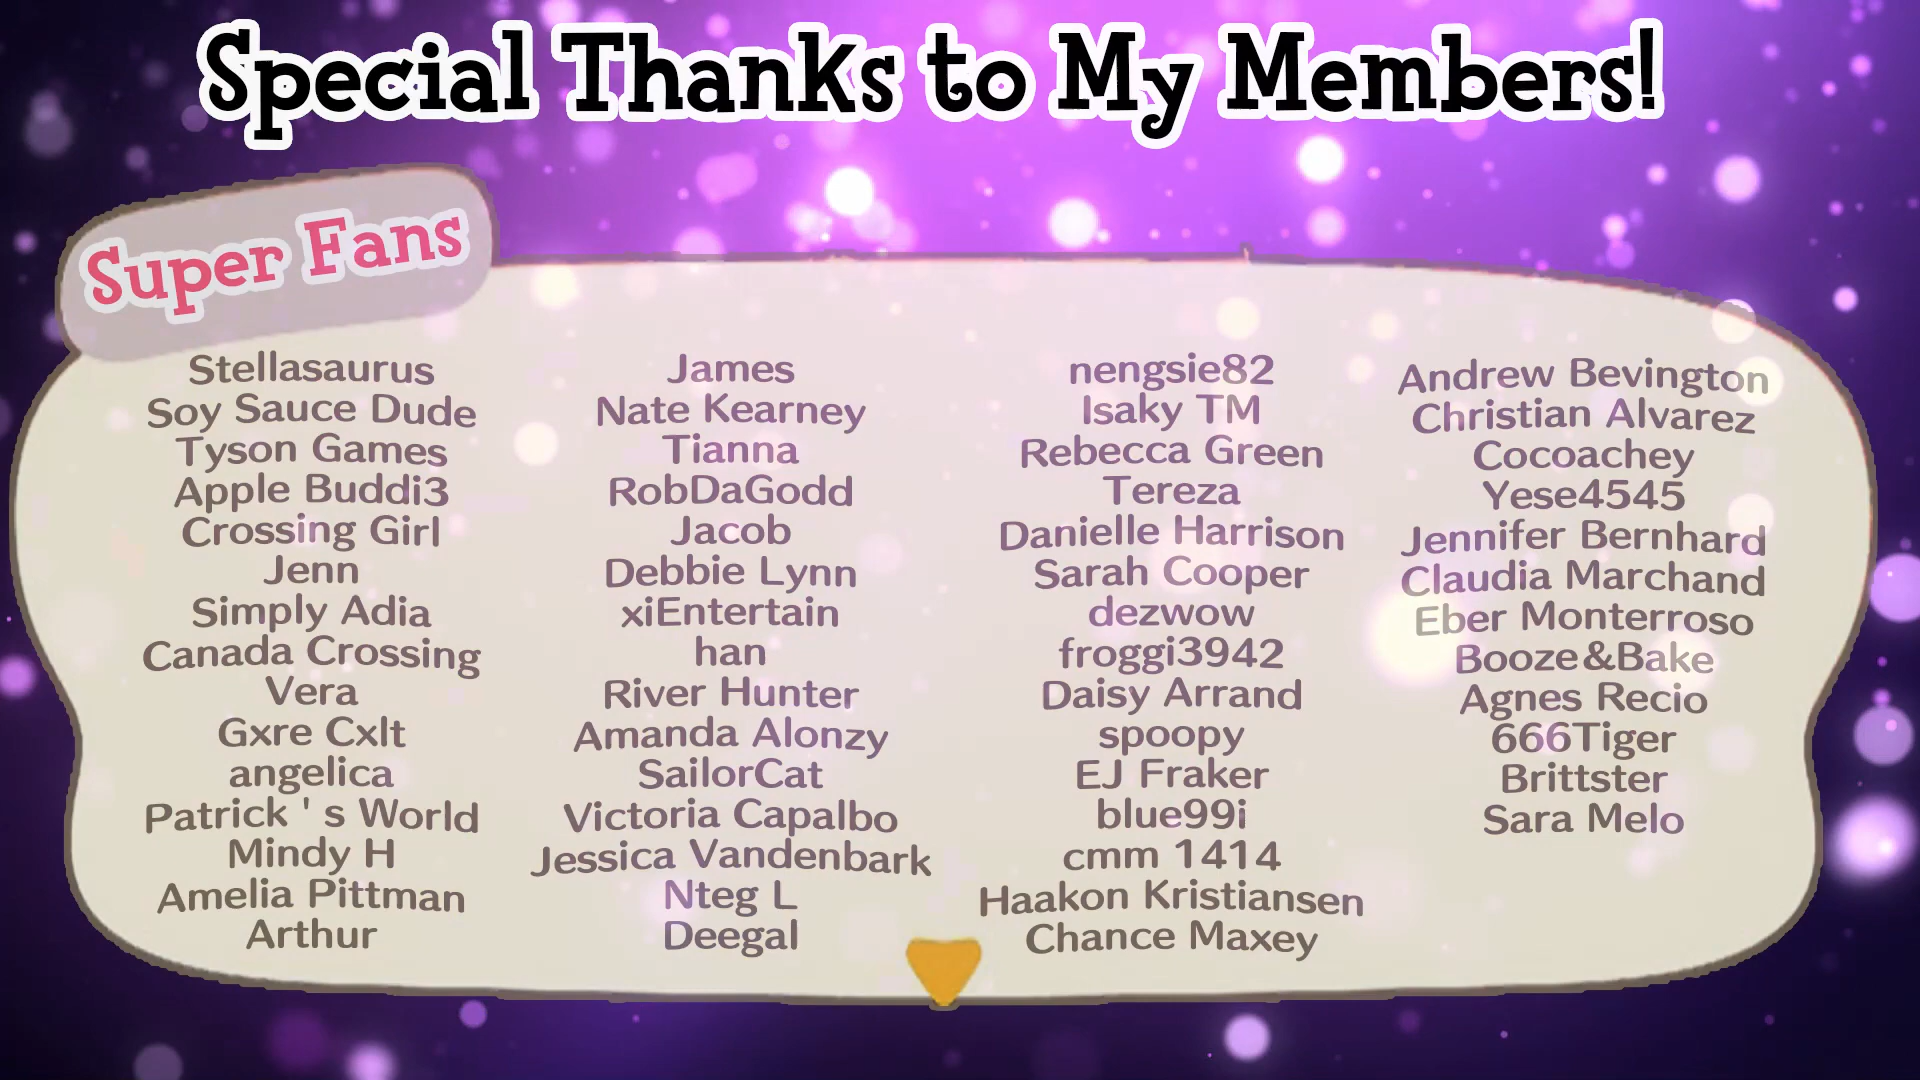 Special Thanks to My Members!
Super Fans
Stellasaurus
Soy Sauce Dude
Tyson Games
Apple Buddi3
Crossing Girl
Jenn
Simply Adia
Canada Crossing
Vera
Gxre Cxlt
angelica
Patrick ' s World
Mindy H
Amelia Pittman
Arthur
James
Nate Kearney
Tianna
RobDaGodd
Jacob
Debbie Lynn
xiEntertain
han
River Hunter
Amanda Alonzy
SailorCat
Victoria Capalbo
Jessica Vandenbark
Nteg L
Deegal
nengsie82
Isaky TM
Rebecca Green
Tereza
Danielle Harrison
Sarah Cooper
dezwow
froggi3942
Daisy Arrand
spoopy
EJ Fraker
blue99i
cmm 1414
Haakon Kristiansen
Chance Maxey
Andrew Bevington
Christian Alvarez
Cocoachey
Yese4545
Jennifer Bernhard
Claudia Marchand
Eber Monterroso
Booze&Bake
Agnes Recio
666Tiger
Brittster
Sara Melo